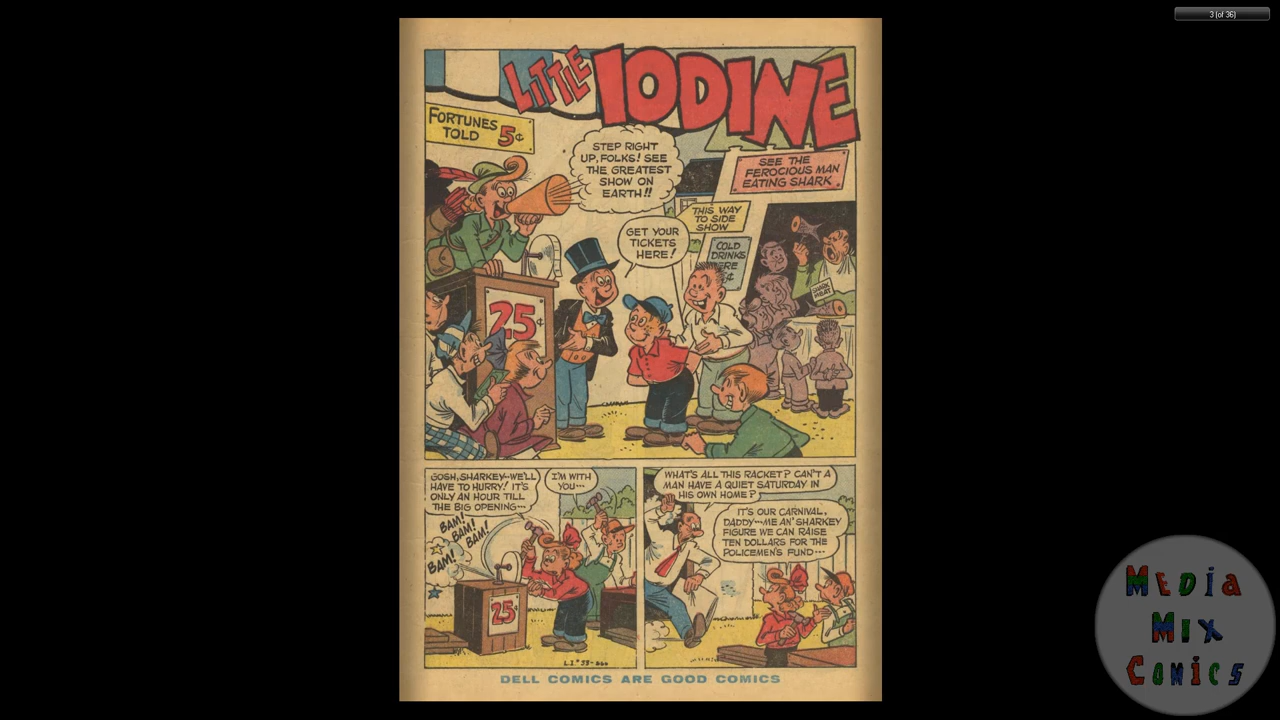 3 (of 36)
LITTLE IODINE
FORTUNES
TOLD 5¢
STEP RIGHT
UP, FOLKS! SEE
THE GREATEST
SHOW ON
EARTH!!
SEE THE
FEROCIOUS MAN
EATING SHARK
THIS WAY
TO SIDE
SHOW
GET YOUR
TICKETS
HERE!
COLD
DRINKS
SHARK
MEAT
25¢
GOSH, SHARKEY--WE'LL
HAVE TO HURRY! IT'S
ONLY AN HOUR TILL
THE BIG OPENING---
I'M WITH
YOU---
BAM!
BAM!
BAM!
BAM!
25¢
WHAT'S ALL THIS RACKET? CAN'T A
MAN HAVE A QUIET SATURDAY IN
HIS OWN HOME?
IT'S OUR CARNIVAL,
DADDY---ME AN' SHARKEY
FIGURE WE CAN RAISE
TEN DOLLARS FOR THE
POLICEMEN'S FUND---
DELL COMICS ARE GOOD COMICS
MEDIA
MIX
COMICS